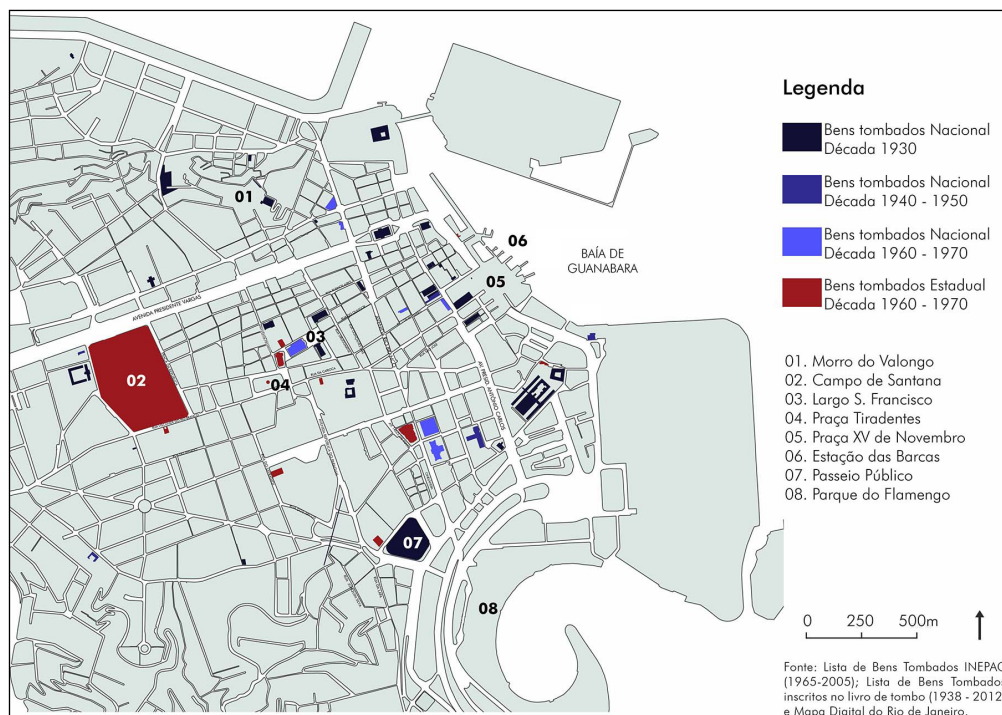 Legenda
Bens tombados Nacional
Década 1930
Bens tombados Nacional
Década 1940 - 1950
Bens tombados Nacional
Década 1960 - 1970
Bens tombados Estadual
Década 1960 - 1970
01. Morro do Valongo
02. Campo de Santana
03. Largo S. Francisco
04. Praça Tiradentes
05. Praça XV de Novembro
06. Estação das Barcas
07. Passeio Público
08. Parque do Flamengo
0 250 500m
Fonte: Lista de Bens Tombados INEPAC
(1965-2005); Lista de Bens Tombados
inscritos no livro de tombo (1938 - 2012)
e Mapa Digital do Rio de Janeiro.
01
06
BAÍA DE
GUANABARA
05
AVENIDA PRESIDENTE VARGAS
03
02
04
07
08